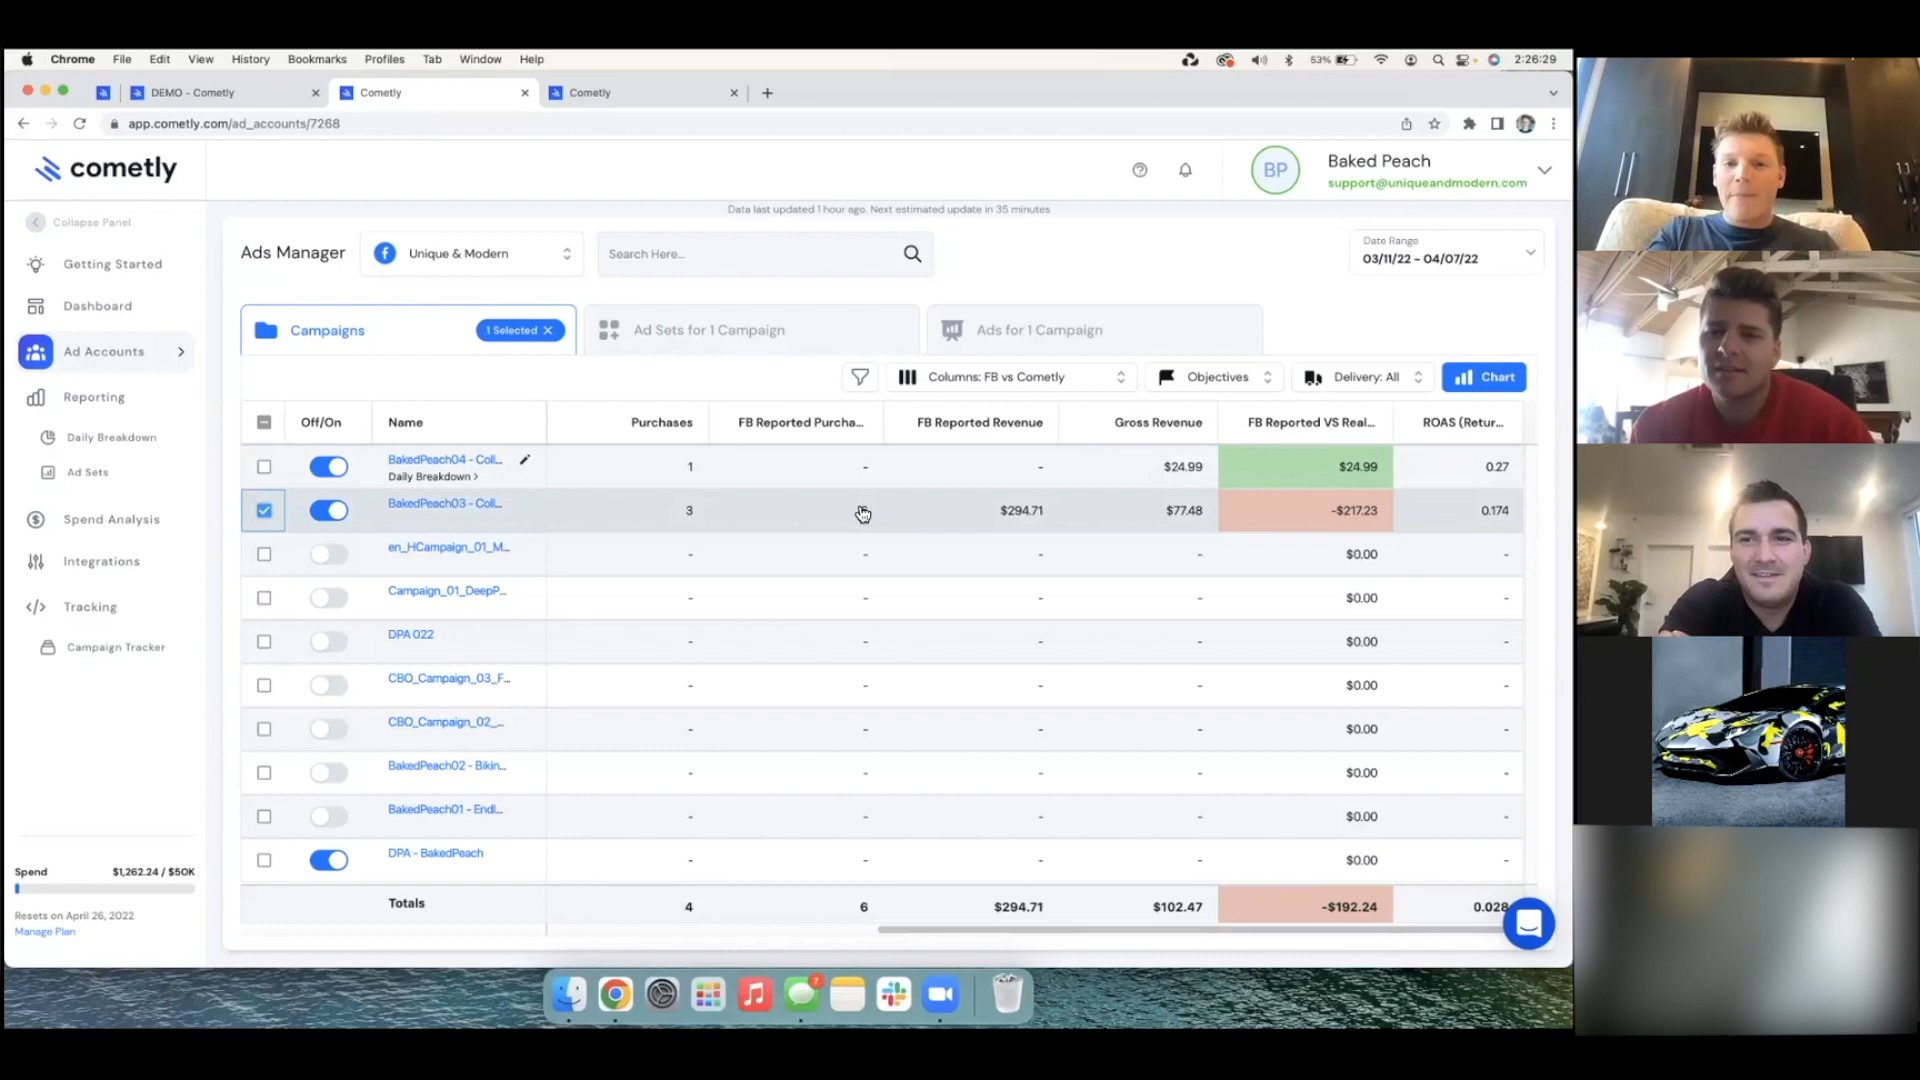 Chrome File Edit View History Bookmarks Profiles Tab Window Help 53% 2:26:29
DEMO - Cometly Cometly Cometly
app.cometly.com/ad_accounts/7268
cometly
BP
Baked Peach
support@uniqueandmodern.com
Data last updated 1 hour ago. Next estimated update in 35 minutes
Collapse Panel
Getting Started
Dashboard
Ad Accounts
Reporting
Daily Breakdown
Ad Sets
Spend Analysis
Integrations
Tracking
Campaign Tracker
Spend $1,262.24 / $50K
Resets on April 26, 2022
Manage Plan
Ads Manager
Unique & Modern
Search Here...
Date Range
03/11/22 - 04/07/22
Campaigns 1 Selected
Ad Sets for 1 Campaign
Ads for 1 Campaign
Columns: FB vs Cometly Objectives Delivery: All Chart
Off/On Name Purchases FB Reported Purcha... FB Reported Revenue Gross Revenue FB Reported VS Real... ROAS (Retur...
BakedPeach04 - Coll... 1 - - $24.99 $24.99 0.27
Daily Breakdown
BakedPeach03 - Coll... 3 $294.71 $77.48 -$217.23 0.174
en_HCampaign_01_M... - - - - $0.00 -
Campaign_01_DeepP... - - - - $0.00 -
DPA 022 - - - - $0.00 -
CBO_Campaign_03_F... - - - - $0.00 -
CBO_Campaign_02_... - - - - $0.00 -
BakedPeach02 - Bikin... - - - - $0.00 -
BakedPeach01 - Endl... - - - - $0.00 -
DPA - BakedPeach - - - - $0.00 -
Totals 4 6 $294.71 $102.47 -$192.24 0.028
7